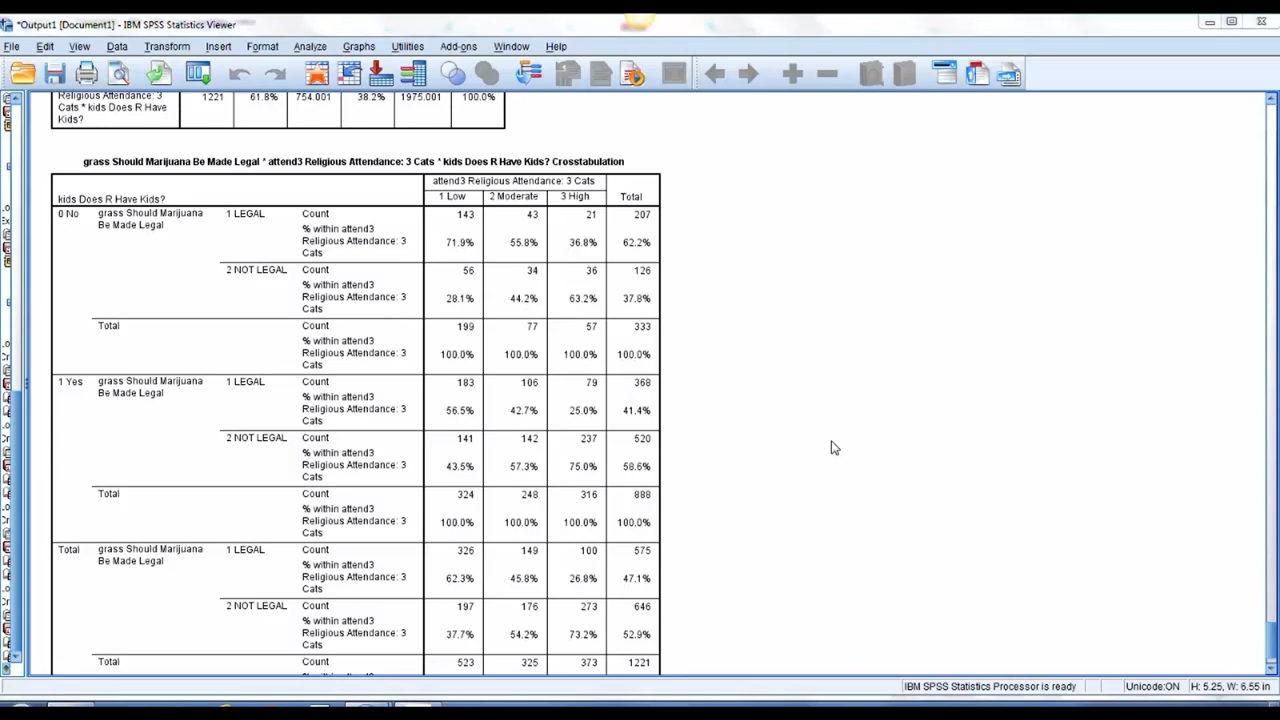 *Output1 [Document1] - IBM SPSS Statistics Viewer
File Edit View Data Transform Insert Format Analyze Graphs Utilities Add-ons Window Help
Religious Attendance: 3 1221 61.8% 754.001 38.2% 1975.001 100.0%
Cats * kids Does R Have
Kids?
grass Should Marijuana Be Made Legal * attend3 Religious Attendance: 3 Cats * kids Does R Have Kids? Crosstabulation
attend3 Religious Attendance: 3 Cats
kids Does R Have Kids? 1 Low 2 Moderate 3 High Total
0 No grass Should Marijuana 1 LEGAL Count 143 43 21 207
Be Made Legal
% within attend3
Religious Attendance: 3 71.9% 55.8% 36.8% 62.2%
Cats
2 NOT LEGAL Count 56 34 36 126
% within attend3
Religious Attendance: 3 28.1% 44.2% 63.2% 37.8%
Cats
Total Count 199 77 57 333
% within attend3
Religious Attendance: 3 100.0% 100.0% 100.0% 100.0%
Cats
1 Yes grass Should Marijuana 1 LEGAL Count 183 106 79 368
Be Made Legal
% within attend3
Religious Attendance: 3 56.5% 42.7% 25.0% 41.4%
Cats
2 NOT LEGAL Count 141 142 237 520
% within attend3
Religious Attendance: 3 43.5% 57.3% 75.0% 58.6%
Cats
Total Count 324 248 316 888
% within attend3
Religious Attendance: 3 100.0% 100.0% 100.0% 100.0%
Cats
Total grass Should Marijuana 1 LEGAL Count 326 149 100 575
Be Made Legal
% within attend3
Religious Attendance: 3 62.3% 45.8% 26.8% 47.1%
Cats
2 NOT LEGAL Count 197 176 273 646
% within attend3
Religious Attendance: 3 37.7% 54.2% 73.2% 52.9%
Cats
Total Count 523 325 373 1221
IBM SPSS Statistics Processor is ready Unicode:ON H: 5.25, W: 6.55 in